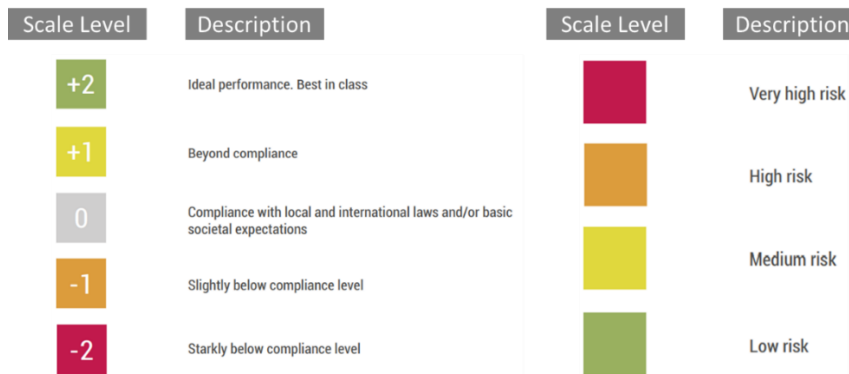 Scale Level
Description
+2
Ideal performance. Best in class
+1
Beyond compliance
0
Compliance with local and international laws and/or basic
societal expectations
-1
Slightly below compliance level
-2
Starkly below compliance level
Scale Level
Description
Very high risk
High risk
Medium risk
Low risk